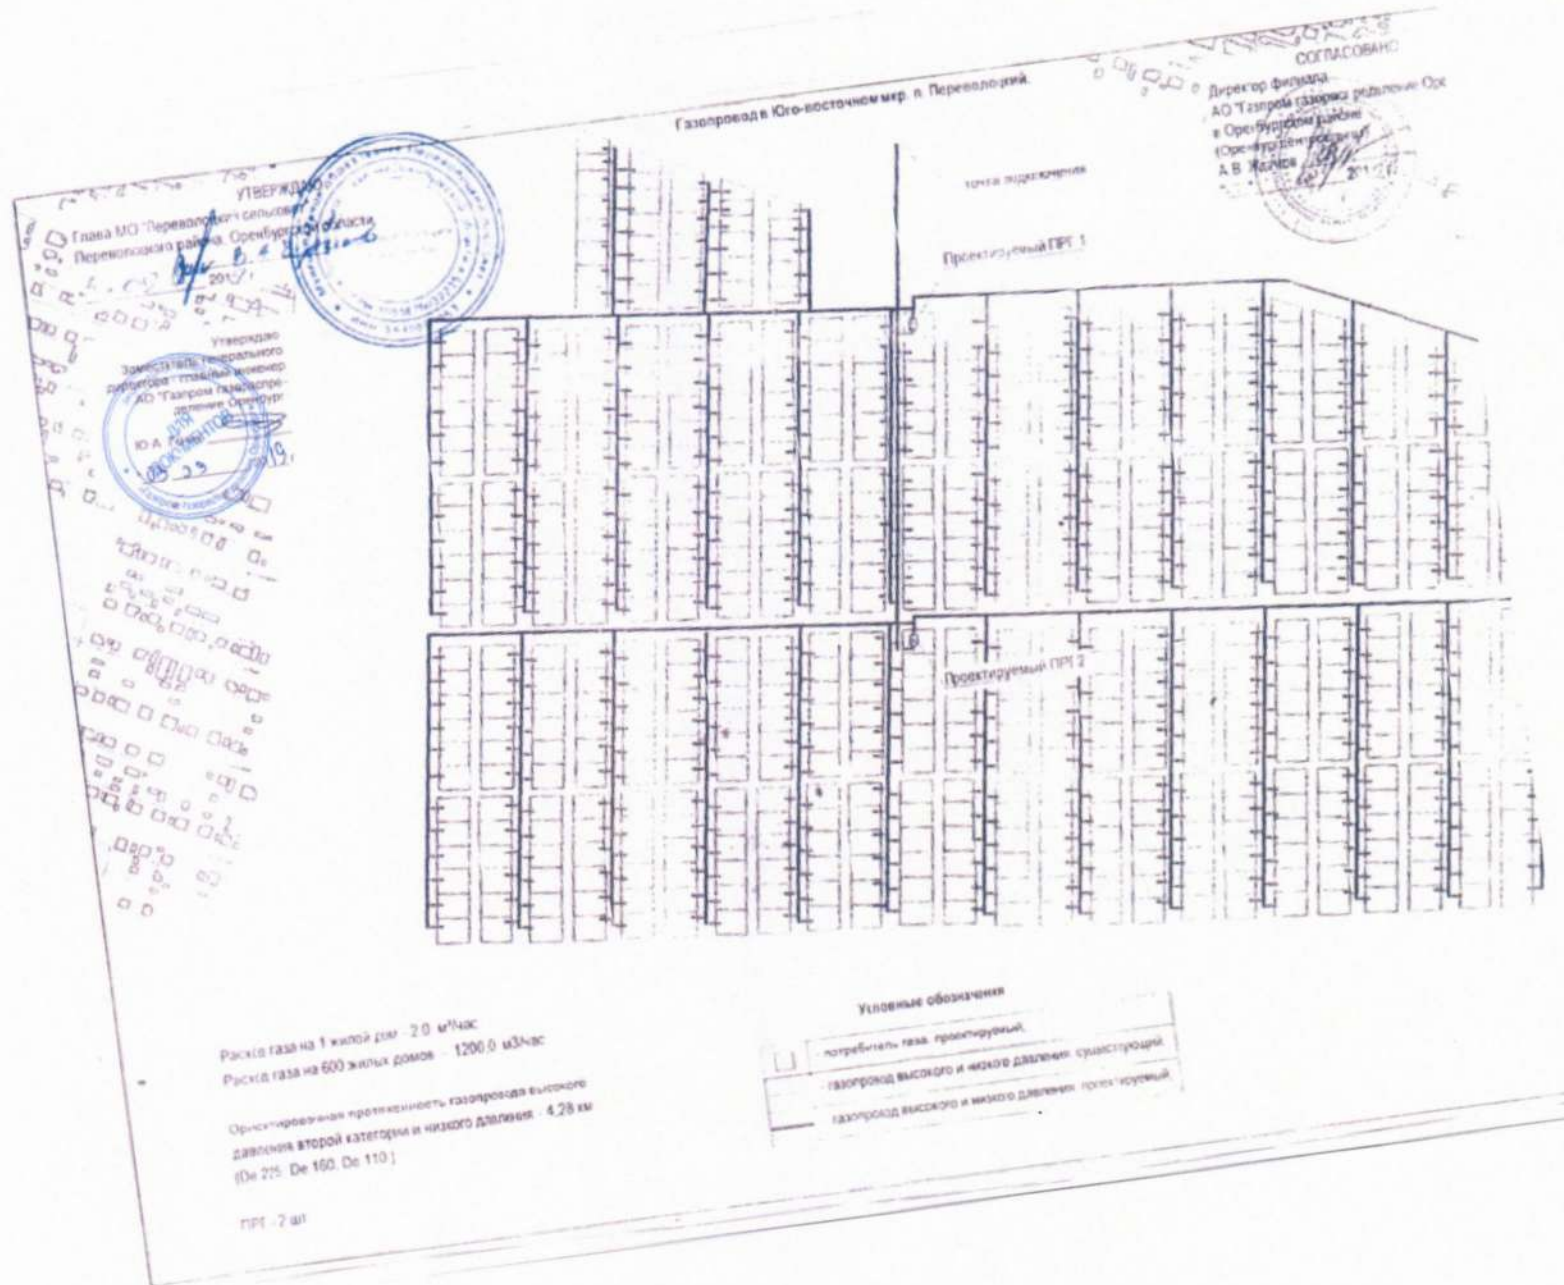 Газопровод в Юго-восточном мкр. п. Переволоцкий.
СОГЛАСОВАНО
Директор филиала
АО "Газпром газораспределение Оре
в Оренбургском районе
А.В.
201
УТВЕРЖДАЮ
Глава МО "Переволоцкий сельсовет"
Переволоцкого района, Оренбургской области
201
точка подключения
Проектируемый ПРГ 1
Утверждаю
Заместитель генерального
директора - главный инженер
АО "Газпром газораспре-
деление Оренбург
Ю.А.
ДЛЯ
ДОКУМЕНТОВ
Проектируемый ПРГ 2
Расход газа на 1 жилой дом - 2.0 м³/час
Расход газа на 600 жилых домов - 1200,0 м3/час
Ориентировочная протяженность газопровода высокого
давления второй категории и низкого давления - 4,28 км
(De 225, De 160, De 110)
ПРГ - 2 шт
Условные обозначения
- потребитель газа проектируемый;
- газопровод высокого и низкого давления существующий
- газопровод высокого и низкого давления проектируемый